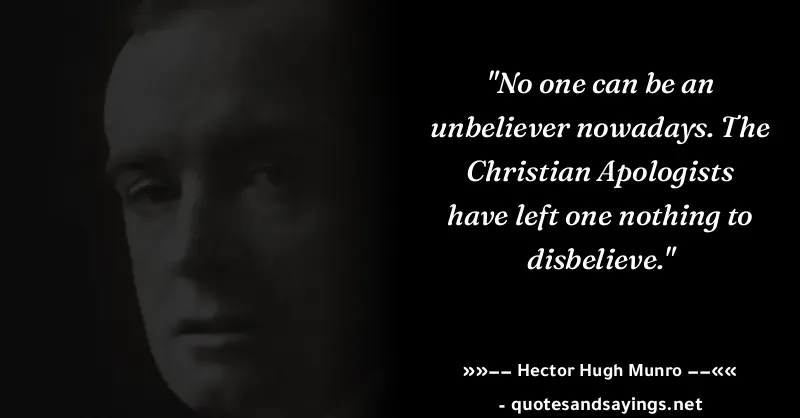 "No one can be an
unbeliever nowadays. The
Christian Apologists
have left one nothing to
disbelieve."
»»−− Hector Hugh Munro −−««
- quotesandsayings.net